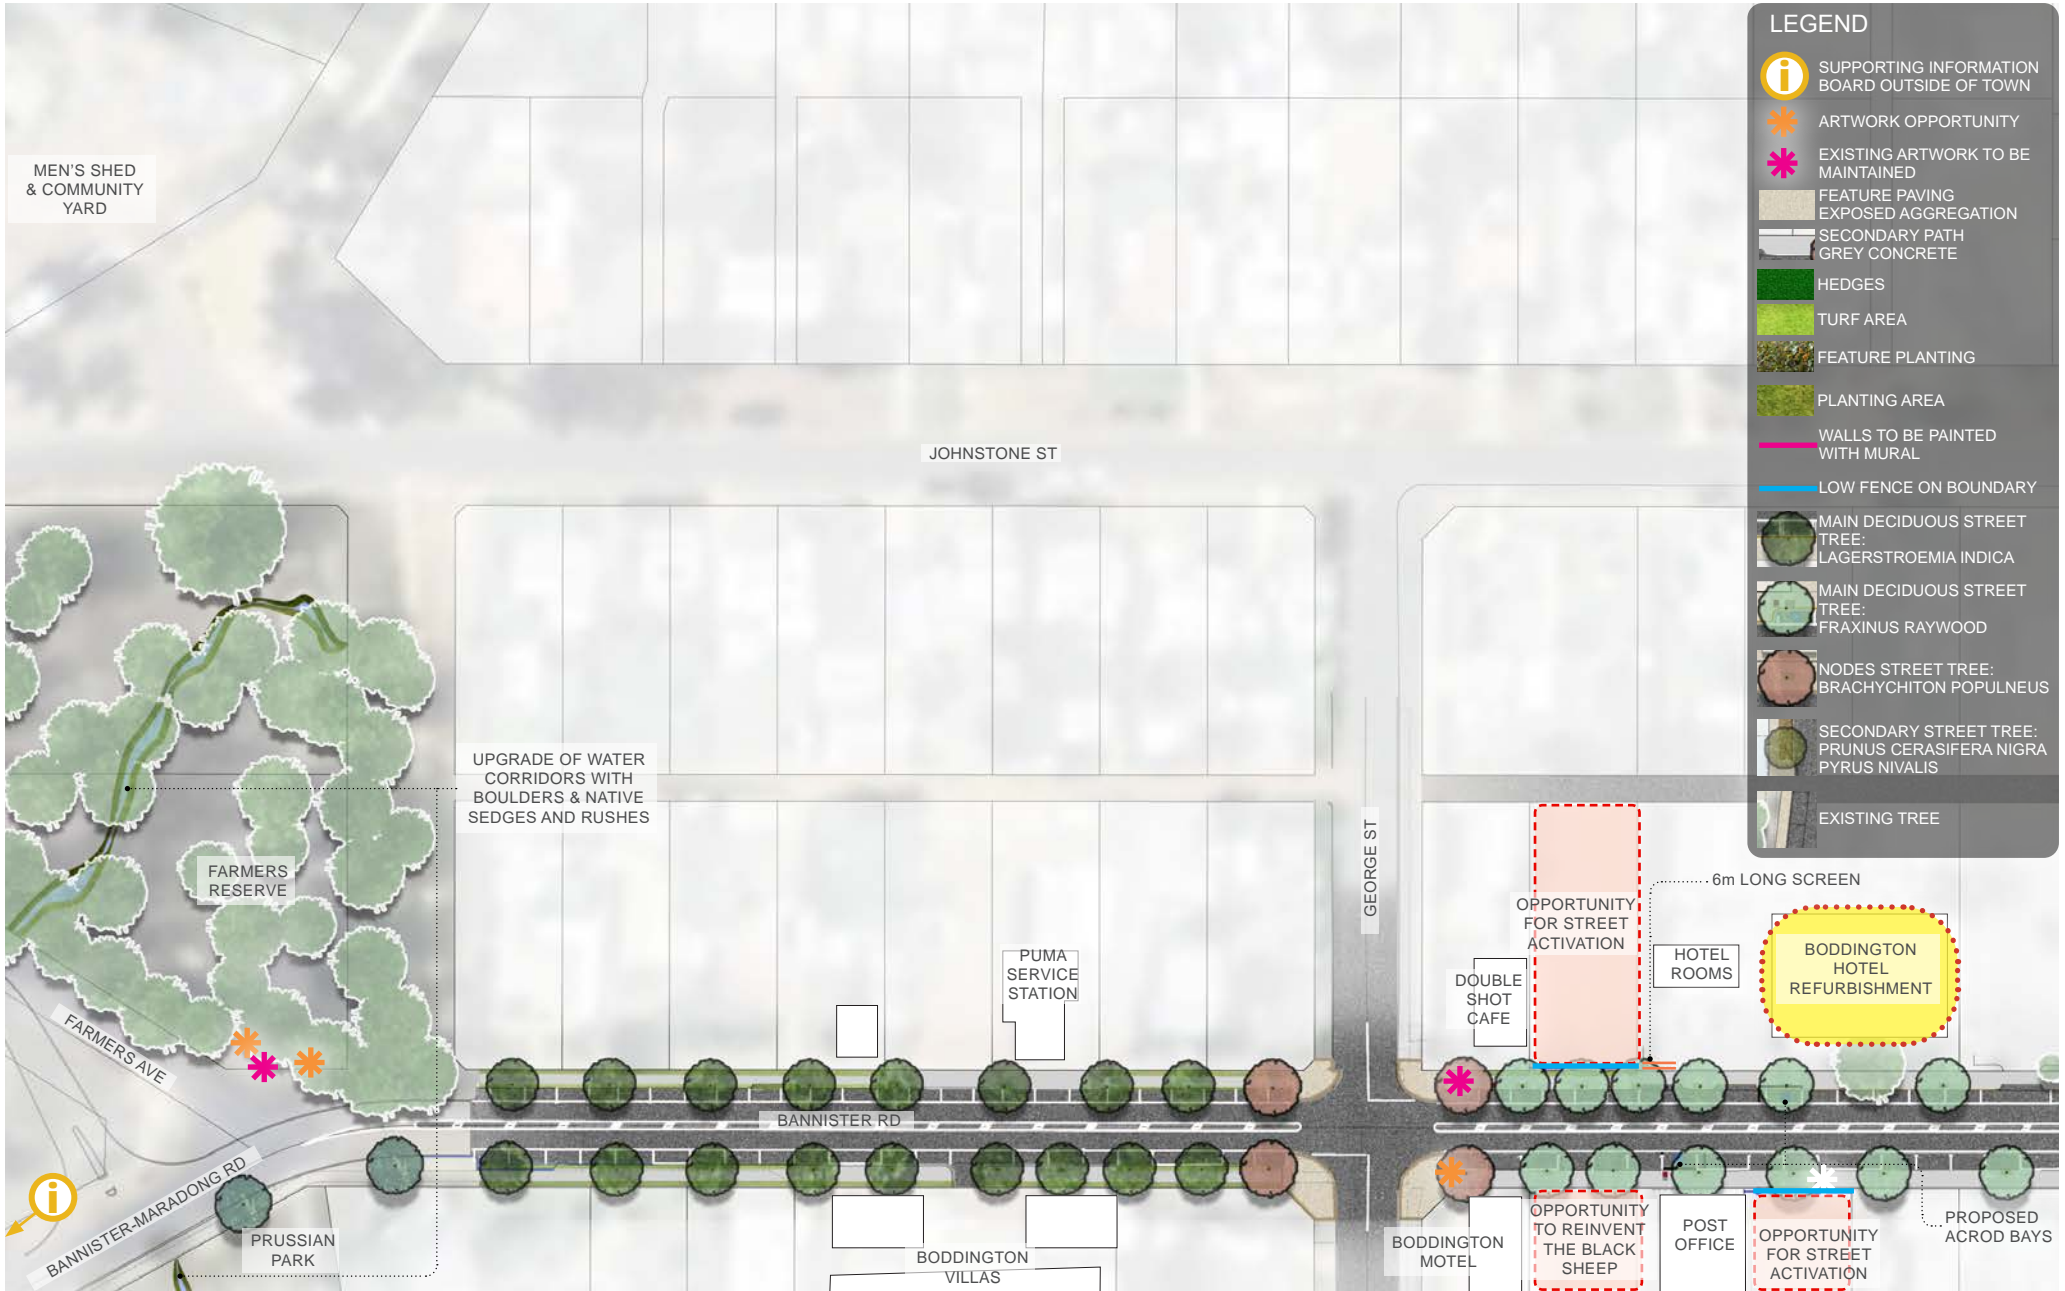 LEGEND
SUPPORTING INFORMATION
BOARD OUTSIDE OF TOWN
ARTWORK OPPORTUNITY
EXISTING ARTWORK TO BE
MAINTAINED
FEATURE PAVING
EXPOSED AGGREGATION
SECONDARY PATH
GREY CONCRETE
HEDGES
TURF AREA
FEATURE PLANTING
PLANTING AREA
WALLS TO BE PAINTED
WITH MURAL
LOW FENCE ON BOUNDARY
MAIN DECIDUOUS STREET
TREE:
LAGERSTROEMIA INDICA
MAIN DECIDUOUS STREET
TREE:
FRAXINUS RAYWOOD
NODES STREET TREE:
BRACHYCHITON POPULNEUS
SECONDARY STREET TREE:
PRUNUS CERASIFERA NIGRA
PYRUS NIVALIS
EXISTING TREE
MEN'S SHED
& COMMUNITY
YARD
JOHNSTONE ST
UPGRADE OF WATER
CORRIDORS WITH
BOULDERS & NATIVE
SEDGES AND RUSHES
FARMERS
RESERVE
GEORGE ST
6m LONG SCREEN
OPPORTUNITY
FOR STREET
ACTIVATION
PUMA
SERVICE
STATION
DOUBLE
SHOT
CAFE
HOTEL
ROOMS
BODDINGTON
HOTEL
REFURBISHMENT
FARMERS AVE
BANNISTER RD
BANNISTER-MARADONG RD
i
PRUSSIAN
PARK
BODDINGTON
VILLAS
BODDINGTON
MOTEL
OPPORTUNITY
TO REINVENT
THE BLACK
SHEEP
POST
OFFICE
OPPORTUNITY
FOR STREET
ACTIVATION
PROPOSED
ACROD BAYS